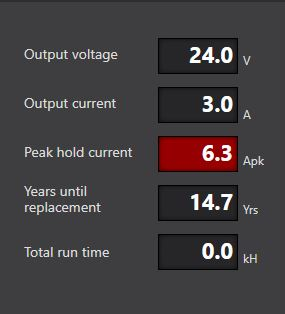 Output voltage 24.0 V
Output current 3.0 A
Peak hold current 6.3 Apk
Years until
replacement 14.7 Yrs
Total run time 0.0 kH